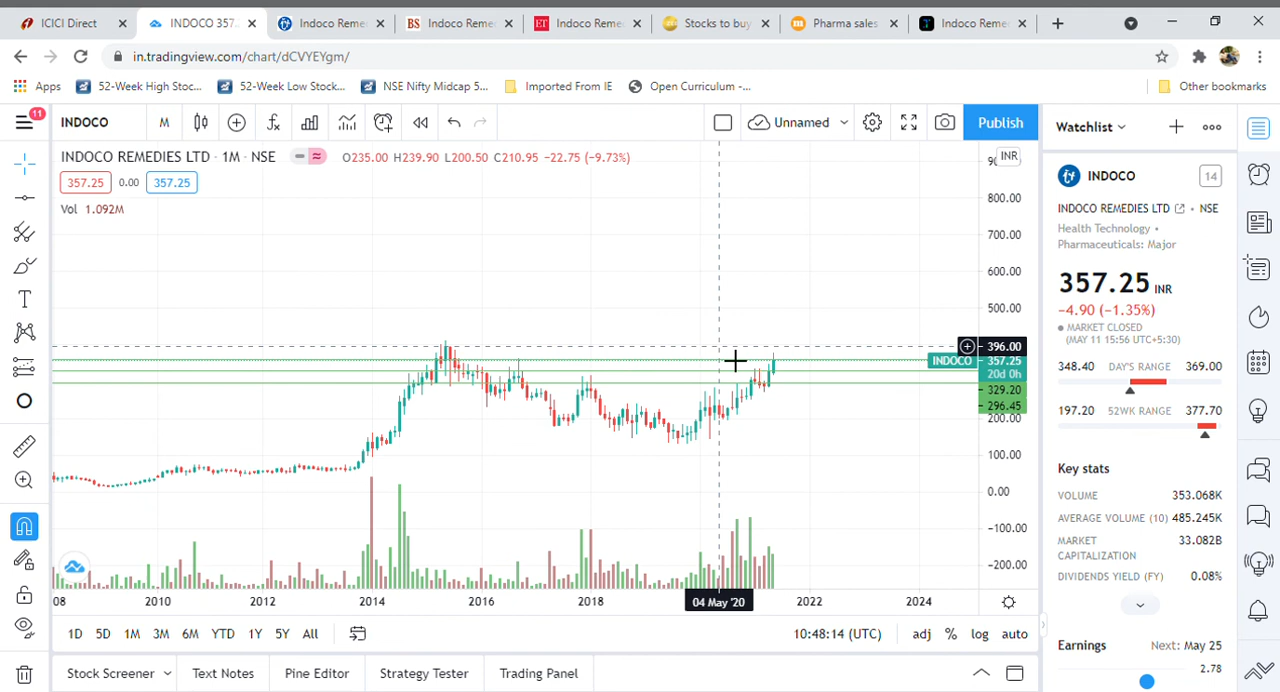 ICICI Direct
INDOCO 357.
Indoco Reme
Indoco Reme
Indoco Reme
Stocks to buy
Pharma sales
Indoco Reme
in.tradingview.com/chart/dCVYEYgm/
Apps
52-Week High Stoc...
52-Week Low Stock...
NSE Nifty Midcap 5...
Imported From IE
Open Curriculum -...
Other bookmarks
11
INDOCO
M
Unnamed
Publish
Watchlist
INDOCO REMEDIES LTD · 1M · NSE
O235.00 H239.90 L200.50 C210.95 −22.75 (−9.73%)
357.25
0.00
357.25
Vol 1.092M
INR
800.00
700.00
600.00
500.00
396.00
INDOCO
357.25
20d 0h
329.20
296.45
200.00
100.00
0.00
−100.00
−200.00
08
2010
2012
2014
2016
2018
04 May '20
2022
2024
1D
5D
1M
3M
6M
YTD
1Y
5Y
All
10:48:14 (UTC)
adj
%
log
auto
Stock Screener
Text Notes
Pine Editor
Strategy Tester
Trading Panel
INDOCO
14
INDOCO REMEDIES LTD • NSE
Health Technology •
Pharmaceuticals: Major
357.25 INR
−4.90 (−1.35%)
MARKET CLOSED
(MAY 11 15:56 UTC+5:30)
348.40 DAY'S RANGE 369.00
197.20 52WK RANGE 377.70
Key stats
VOLUME 353.068K
AVERAGE VOLUME (10) 485.245K
MARKET CAPITALIZATION 33.082B
DIVIDENDS YIELD (FY) 0.08%
Earnings Next: May 25
2.78